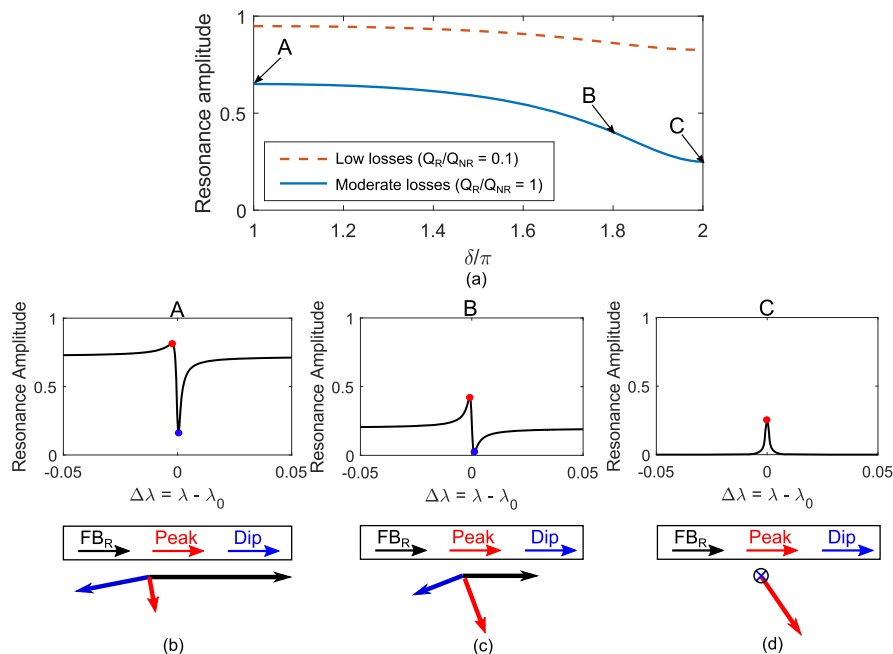 Resonance amplitude
1
0.5
0
A
B
C
Low losses (Q_R/Q_NR = 0.1)
Moderate losses (Q_R/Q_NR = 1)
1 1.2 1.4 1.6 1.8 2
δ/π
(a)
A
Resonance Amplitude
1
0.5
0
-0.05 0 0.05
Δλ = λ - λ_0
FB_R Peak Dip
(b)
B
Resonance Amplitude
1
0.5
0
-0.05 0 0.05
Δλ = λ - λ_0
FB_R Peak Dip
(c)
C
Resonance Amplitude
1
0.5
0
-0.05 0 0.05
Δλ = λ - λ_0
FB_R Peak Dip
(d)